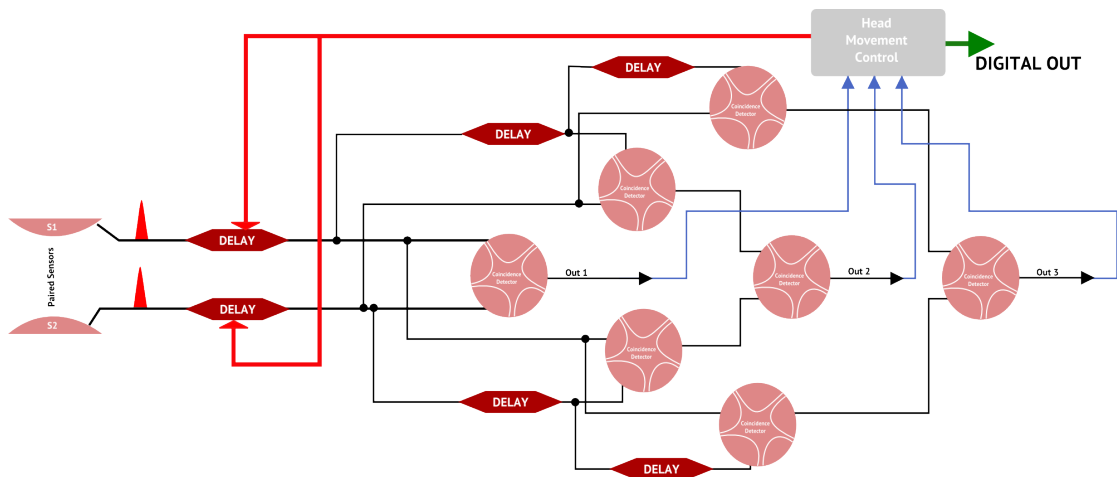 Head
Movement
Control
DIGITAL OUT
DELAY
Coincidence
Detector
DELAY
Coincidence
Detector
S1
DELAY
Paired Sensors
Coincidence
Detector
Out 1
Coincidence
Detector
Out 2
Coincidence
Detector
Out 3
S2
DELAY
Coincidence
Detector
DELAY
Coincidence
Detector
DELAY